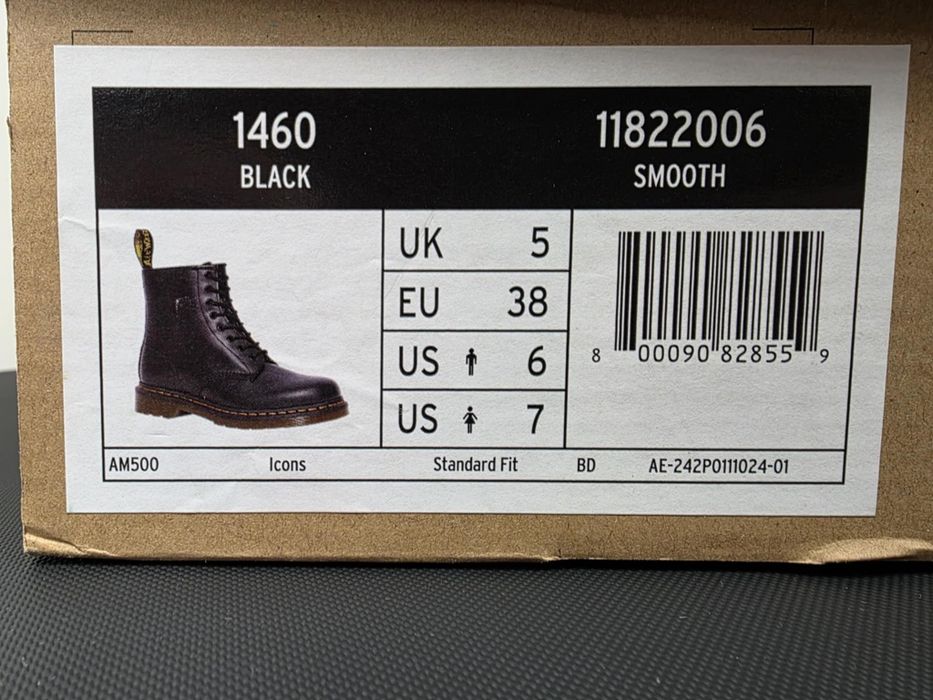 1460
BLACK
11822006
SMOOTH
UK 5
EU 38
US 6
US 7
8 00090 82855 9
AM500 Icons Standard Fit BD AE-242P0111024-01